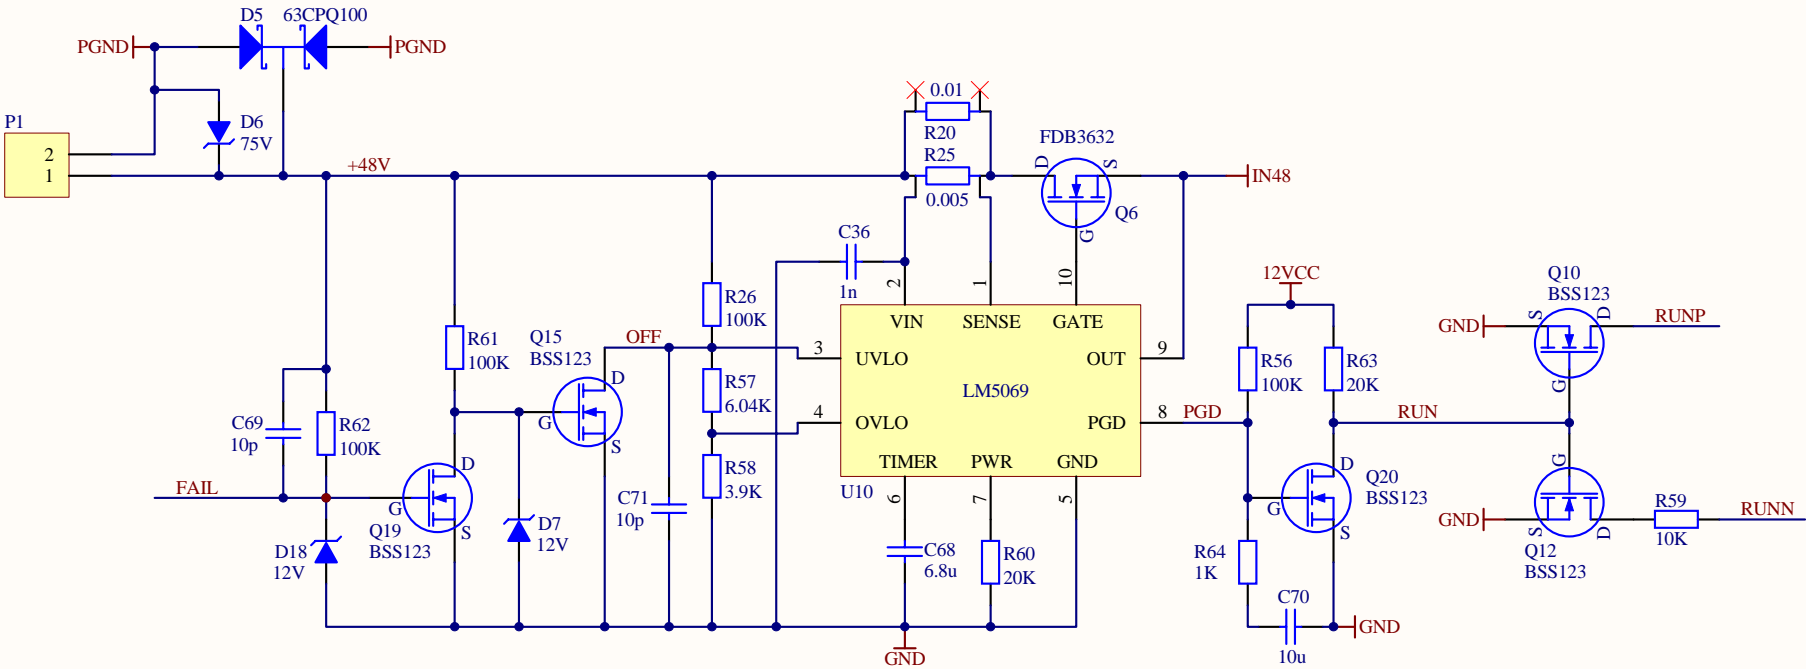 D5 63CPQ100
PGND
PGND
P1
2
1
D6
75V
+48V
0.01
R20
R25
0.005
FDB3632
D
S
G
Q6
IN48
C36
1n
2
1
10
R26
100K
R61
100K
Q15
BSS123
OFF
D
G
S
VIN SENSE GATE
3 UVLO
OUT 9
LM5069
4 OVLO
PGD 8
PGD
TIMER PWR GND
U10
6
7
5
R57
6.04K
R58
3.9K
C69
10p
R62
100K
FAIL
D
G
S
Q19
BSS123
D18
12V
D7
12V
C71
10p
C68
6.8u
R60
20K
GND
12VCC
R56
100K
R63
20K
RUN
D
G
S
Q20
BSS123
R64
1K
C70
10u
GND
Q10
BSS123
GND
S
D
G
RUNP
G
GND
S
D
Q12
BSS123
R59
10K
RUNN